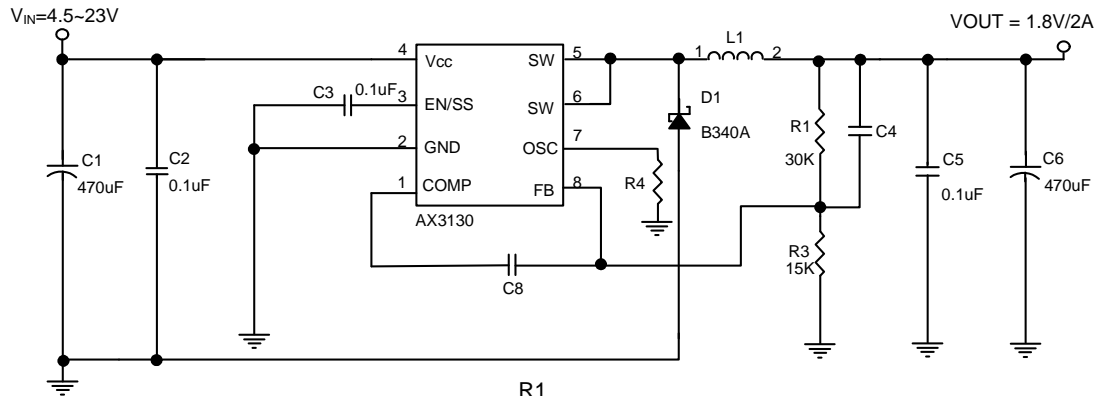 VIN=4.5~23V
VOUT = 1.8V/2A
L1
1 2
4 Vcc SW 5
C3 0.1uF
3 EN/SS SW 6
D1
B340A
2 GND OSC 7
1 COMP FB 8
AX3130
C1
470uF
C2
0.1uF
R4
R1
30K
C4
C5
0.1uF
C6
470uF
R3
15K
C8
R1